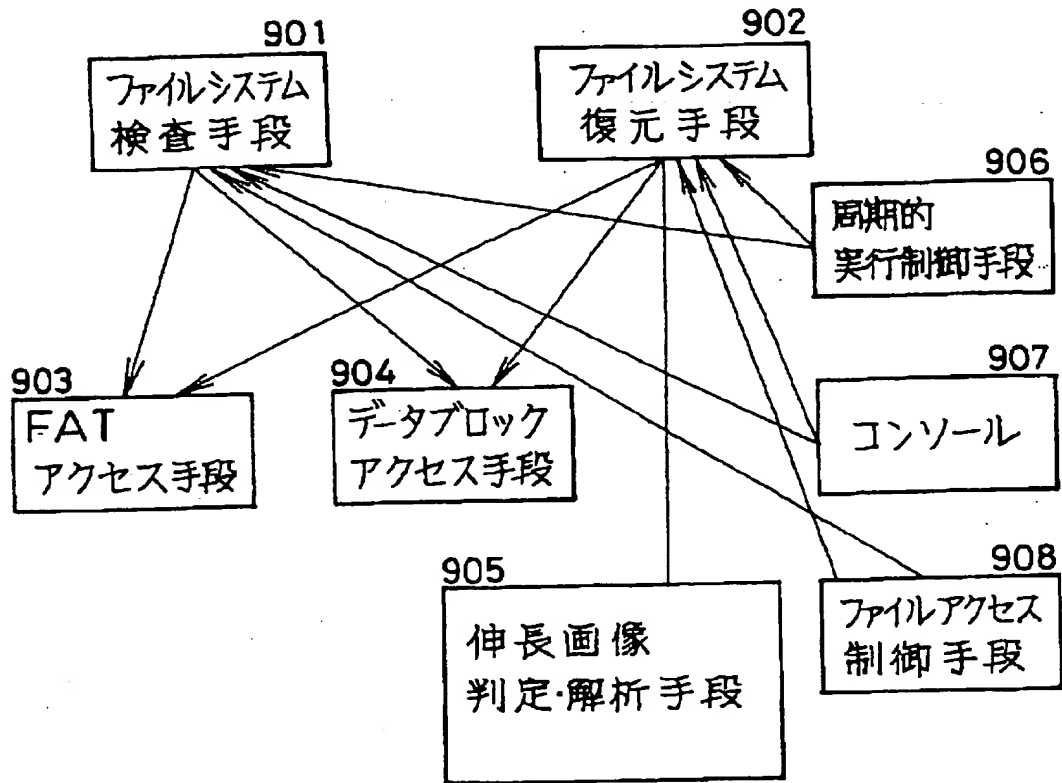 901
ファイルシステム
検査手段
902
ファイルシステム
復元手段
906
周期的
実行制御手段
903
FAT
アクセス手段
904
データブロック
アクセス手段
907
コンソール
905
伸長画像
判定・解析手段
908
ファイルアクセス
制御手段